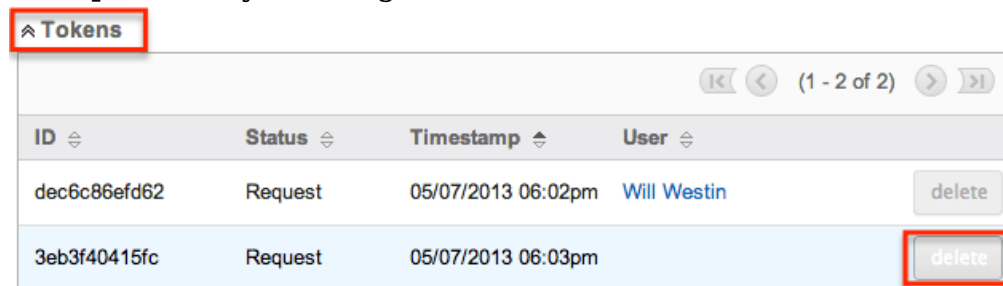 Tokens
(1 - 2 of 2)
ID Status Timestamp User
dec6c86efd62 Request 05/07/2013 06:02pm Will Westin delete
3eb3f40415fc Request 05/07/2013 06:03pm delete